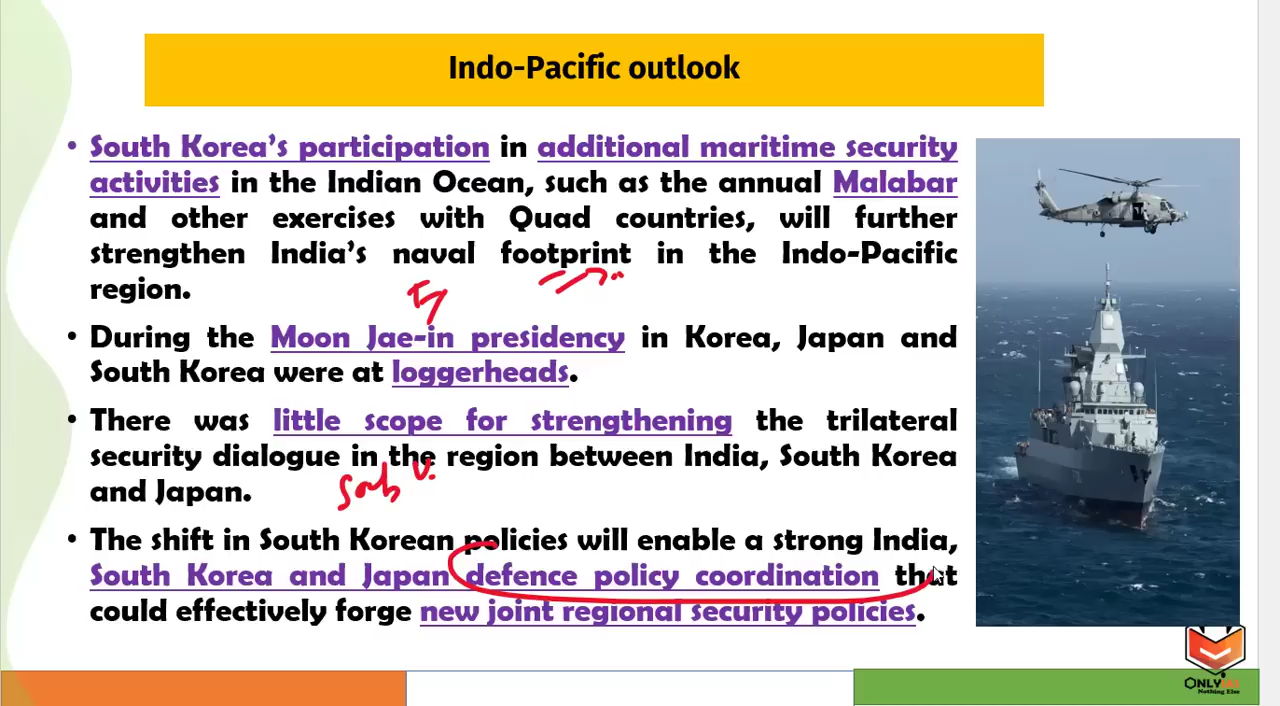 Indo-Pacific outlook
• South Korea's participation in additional maritime security
activities in the Indian Ocean, such as the annual Malabar
and other exercises with Quad countries, will further
strengthen India's naval footprint in the Indo-Pacific
region.
• During the Moon Jae-in presidency in Korea, Japan and
South Korea were at loggerheads.
• There was little scope for strengthening the trilateral
security dialogue in the region between India, South Korea
and Japan.
• The shift in South Korean policies will enable a strong India,
South Korea and Japan defence policy coordination that
could effectively forge new joint regional security policies.
Nothing Else